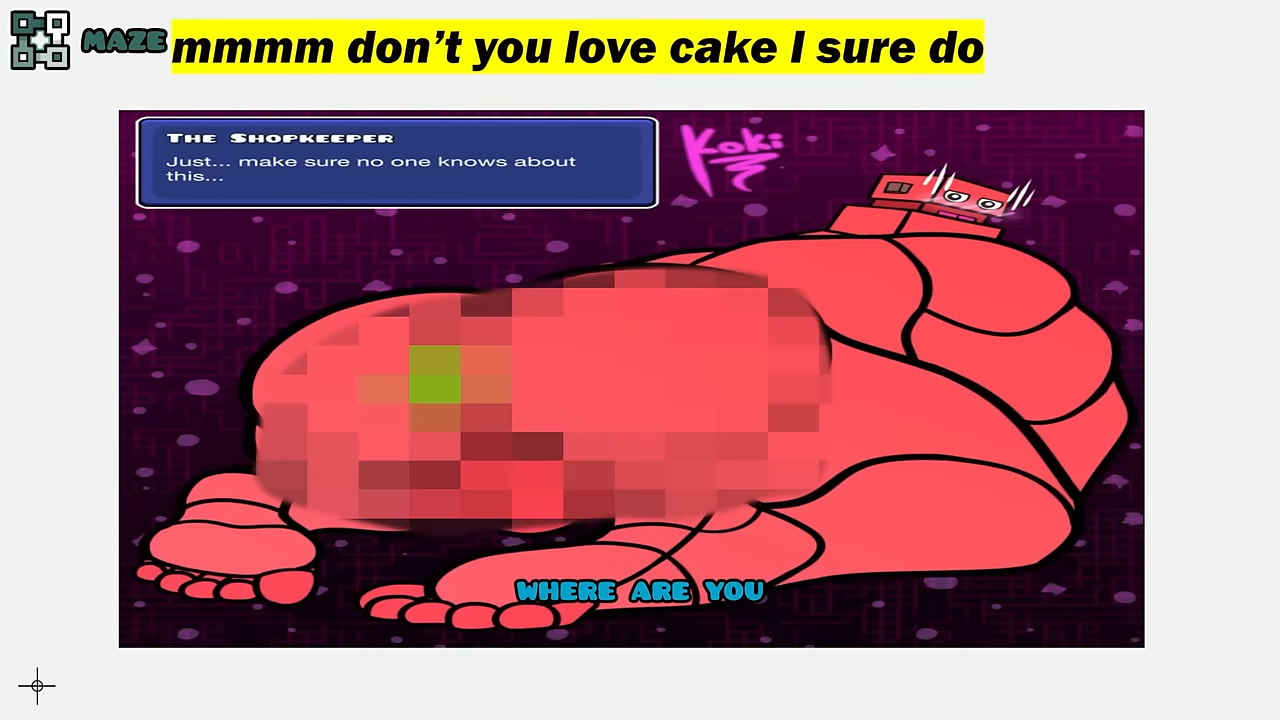 MAZE
mmmm don’t you love cake I sure do
The Shopkeeper
Just... make sure no one knows about
this...
Koki
WHERE ARE YOU